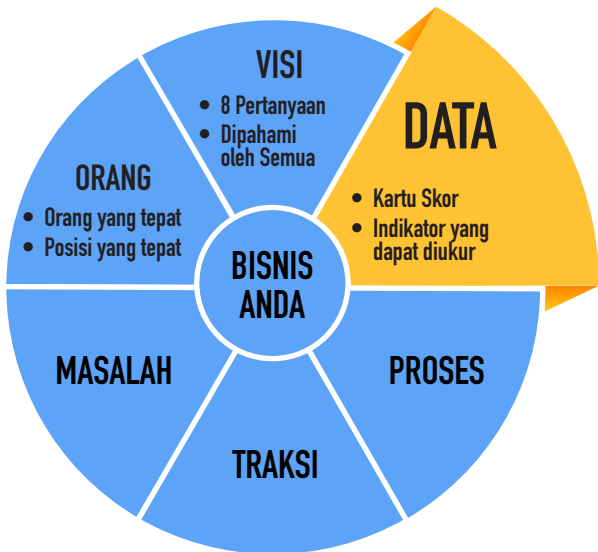 VISI
• 8 Pertanyaan
• Dipahami
oleh Semua
DATA
• Kartu Skor
• Indikator yang
dapat diukur
ORANG
• Orang yang tepat
• Posisi yang tepat
BISNIS
ANDA
MASALAH
PROSES
TRAKSI